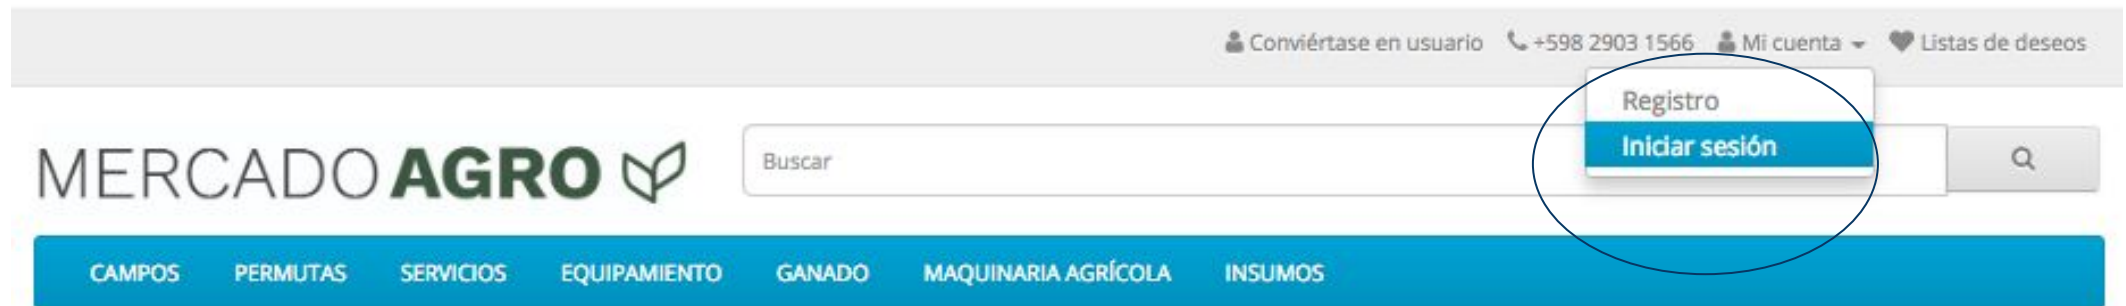 Conviértase en usuario +598 2903 1566 Mi cuenta Listas de deseos
Registro
Iniciar sesión
MERCADO AGRO
Buscar
CAMPOS PERMUTAS SERVICIOS EQUIPAMIENTO GANADO MAQUINARIA AGRÍCOLA INSUMOS